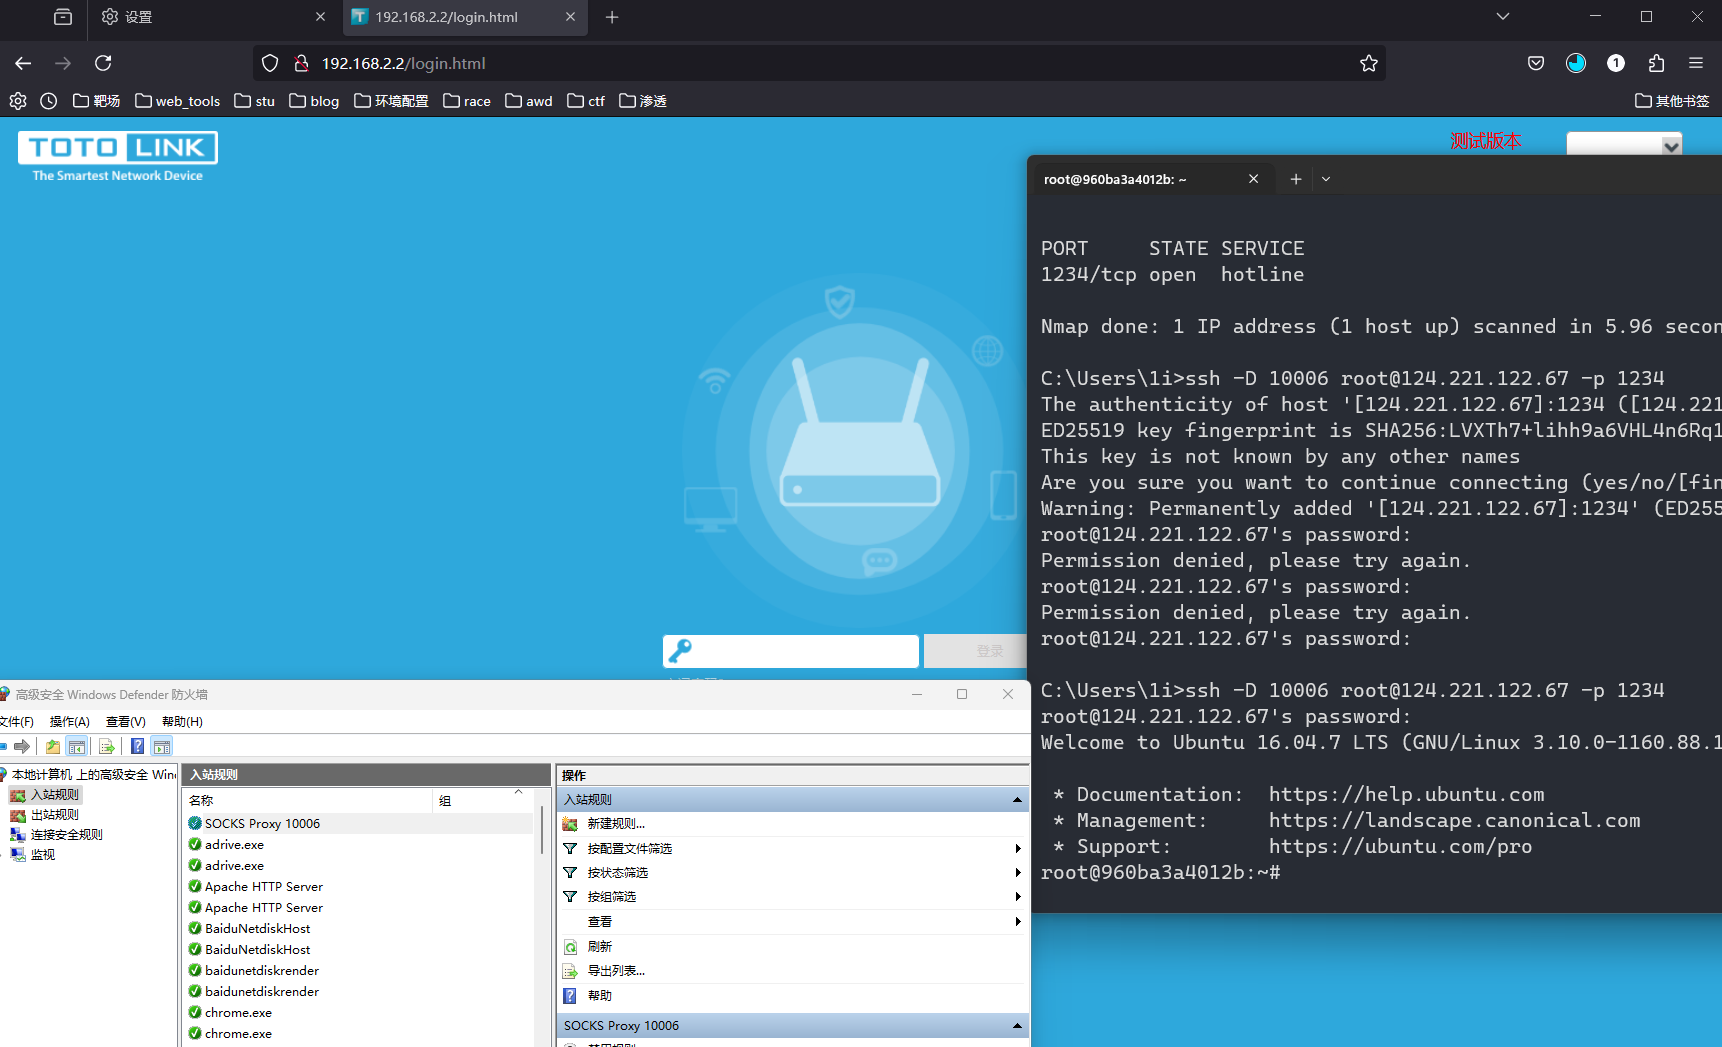 设置
192.168.2.2/login.html
192.168.2.2/login.html
1
靶场
web_tools
stu
blog
环境配置
race
awd
ctf
渗透
其他书签
TOTO LINK
The Smartest Network Device
测试版本
登录
root@960ba3a4012b: ~
PORT STATE SERVICE
1234/tcp open hotline
Nmap done: 1 IP address (1 host up) scanned in 5.96 secon
C:\Users\1i>ssh -D 10006 root@124.221.122.67 -p 1234
The authenticity of host '[124.221.122.67]:1234 ([124.221
ED25519 key fingerprint is SHA256:LVXTh7+lihh9a6VHL4n6Rq1
This key is not known by any other names
Are you sure you want to continue connecting (yes/no/[fin
Warning: Permanently added '[124.221.122.67]:1234' (ED255
root@124.221.122.67's password:
Permission denied, please try again.
root@124.221.122.67's password:
Permission denied, please try again.
root@124.221.122.67's password:
C:\Users\1i>ssh -D 10006 root@124.221.122.67 -p 1234
root@124.221.122.67's password:
Welcome to Ubuntu 16.04.7 LTS (GNU/Linux 3.10.0-1160.88.1
* Documentation: https://help.ubuntu.com
* Management: https://landscape.canonical.com
* Support: https://ubuntu.com/pro
root@960ba3a4012b:~#
高级安全 Windows Defender 防火墙
文件(F) 操作(A) 查看(V) 帮助(H)
本地计算机 上的高级安全 Win
入站规则
出站规则
连接安全规则
监视
入站规则
名称 组
SOCKS Proxy 10006
adrive.exe
adrive.exe
Apache HTTP Server
Apache HTTP Server
BaiduNetdiskHost
BaiduNetdiskHost
baidunetdiskrender
baidunetdiskrender
chrome.exe
chrome.exe
操作
入站规则
新建规则...
按配置文件筛选
按状态筛选
按组筛选
查看
刷新
导出列表...
帮助
SOCKS Proxy 10006